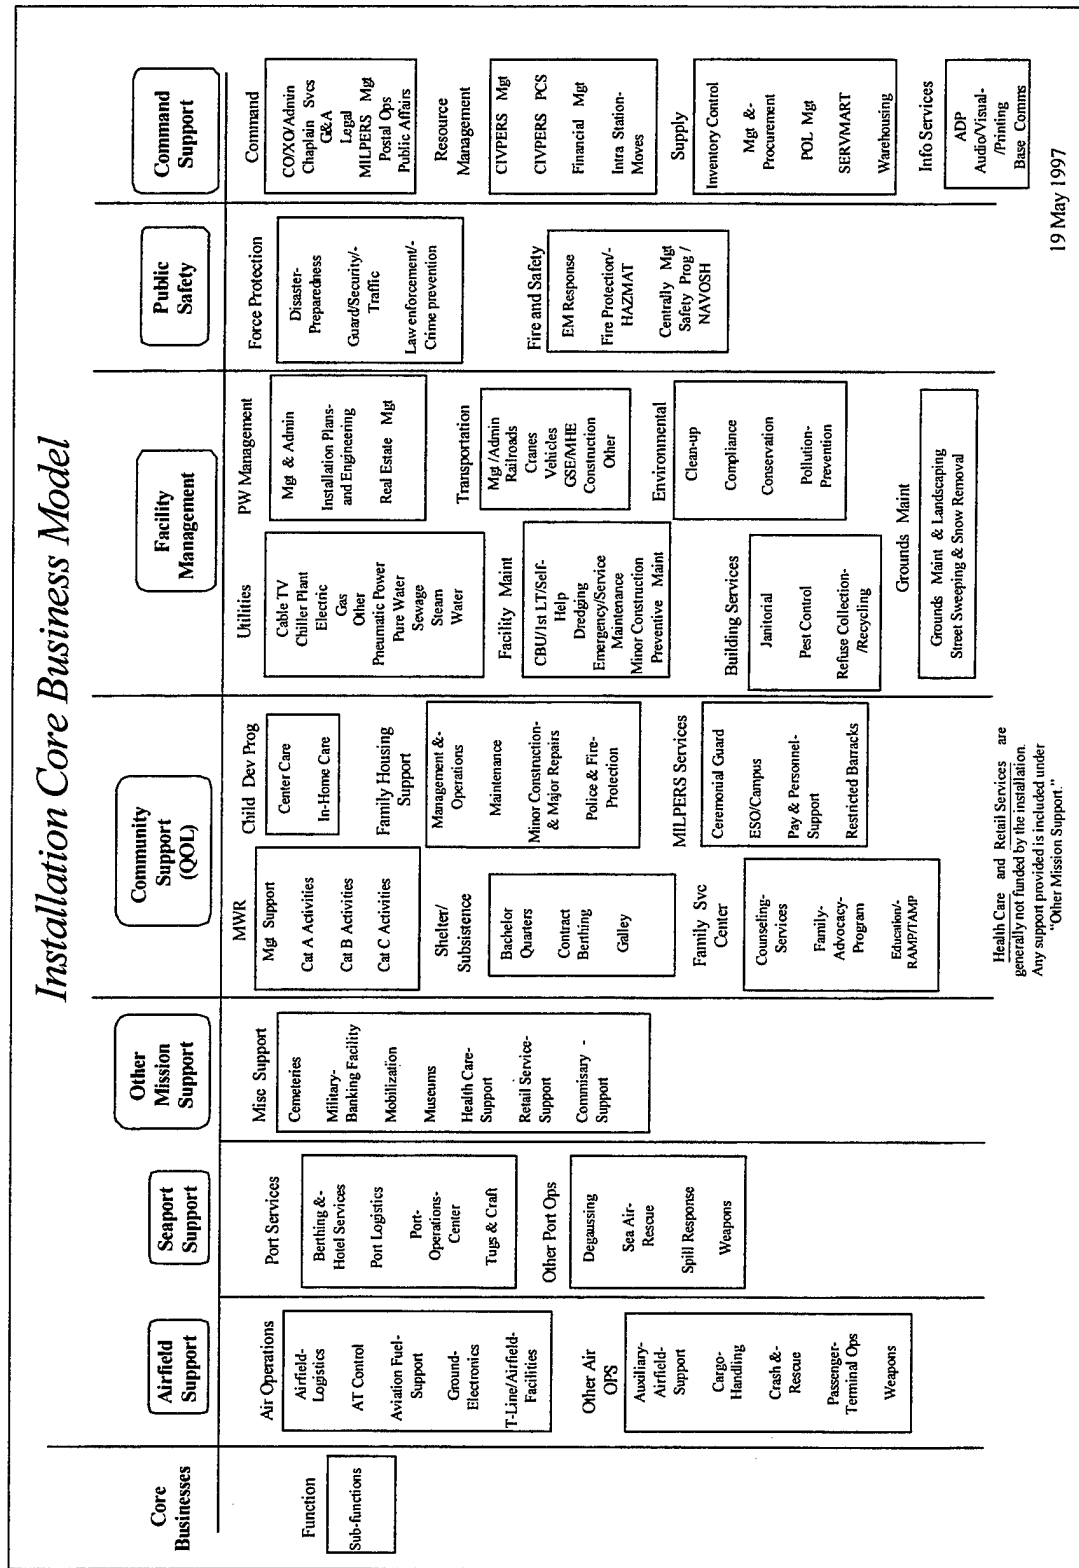 Installation Core Business Model
Core
Businesses
Function
Sub-functions
Airfield
Support
Air Operations
Airfield-
Logistics
AT Control
Aviation Fuel-
Support
Ground-
Electronics
T-Line/Airfield-
Facilities
Other Air
OPS
Auxiliary-
Airfield-
Support
Cargo-
Handling
Crash &-
Rescue
Passenger-
Terminal Ops
Weapons
Seaport
Support
Port Services
Berthing &-
Hotel Services
Port Logistics
Port-
Operations-
Center
Tugs & Craft
Other Port Ops
Degaussing
Sea Air-
Rescue
Spill Response
Weapons
Other
Mission
Support
Misc Support
Cemeteries
Military-
Banking Facility
Mobilization
Museums
Health Care-
Support
Retail Service-
Support
Commisary -
Support
Community
Support
(QOL)
MWR
Mgt Support
Cat A Activities
Cat B Activities
Cat C Activities
Shelter/
Subsistence
Bachelor
Quarters
Contract
Berthing
Galley
Family Svc
Center
Counseling-
Services
Family-
Advocacy-
Program
Education/-
RAMP/TAMP
Child Dev Prog
Center Care
In-Home Care
Family Housing
Support
Management &-
Operations
Maintenance
Minor Construction-
& Major Repairs
Police & Fire-
Protection
MILPERS Services
Ceremonial Guard
ESO/Campus
Pay & Personnel-
Support
Restricted Barracks
Facility
Management
Utilities
Cable TV
Chiller Plant
Electric
Gas
Other
Pneumatic Power
Pure Water
Sewage
Steam
Water
Facility Maint
CBU/1st LT/Self-
Help
Dredging
Emergency/Service
Maintenance
Minor Construction
Preventive Maint
Building Services
Janitorial
Pest Control
Refuse Collection-
/Recycling
PW Management
Mgt & Admin
Installation Plans-
and Engineering
Real Estate Mgt
Transportation
Mgt/Admin
Railroads
Cranes
Vehicles
GSE/MHE
Construction
Other
Environmental
Clean-up
Compliance
Conservation
Pollution-
Prevention
Grounds Maint
Grounds Maint & Landscaping
Street Sweeping & Snow Removal
Public
Safety
Force Protection
Disaster-
Preparedness
Guard/Security/-
Traffic
Law enforcement/-
Crime prevention
Fire and Safety
EM Response
Fire Protection/-
HAZMAT
Centrally Mgt
Safety Prog /
NAVOSH
Command
Support
Command
CO/XO/Admin
Chaplain Svcs
G&A
Legal
MILPERS Mgt
Postal Ops
Public Affairs
Resource
Management
CIVPERS Mgt
CIVPERS PCS
Financial Mgt
Intra Station-
Moves
Supply
Inventory Control
Mgt &-
Procurement
POL Mgt
SERVMART
Warehousing
Info Services
ADP
Audio/Visual-
/Printing
Base Comms
Health Care and Retail Services are
generally not funded by the installation.
Any support provided is included under
"Other Mission Support."
19 May 1997